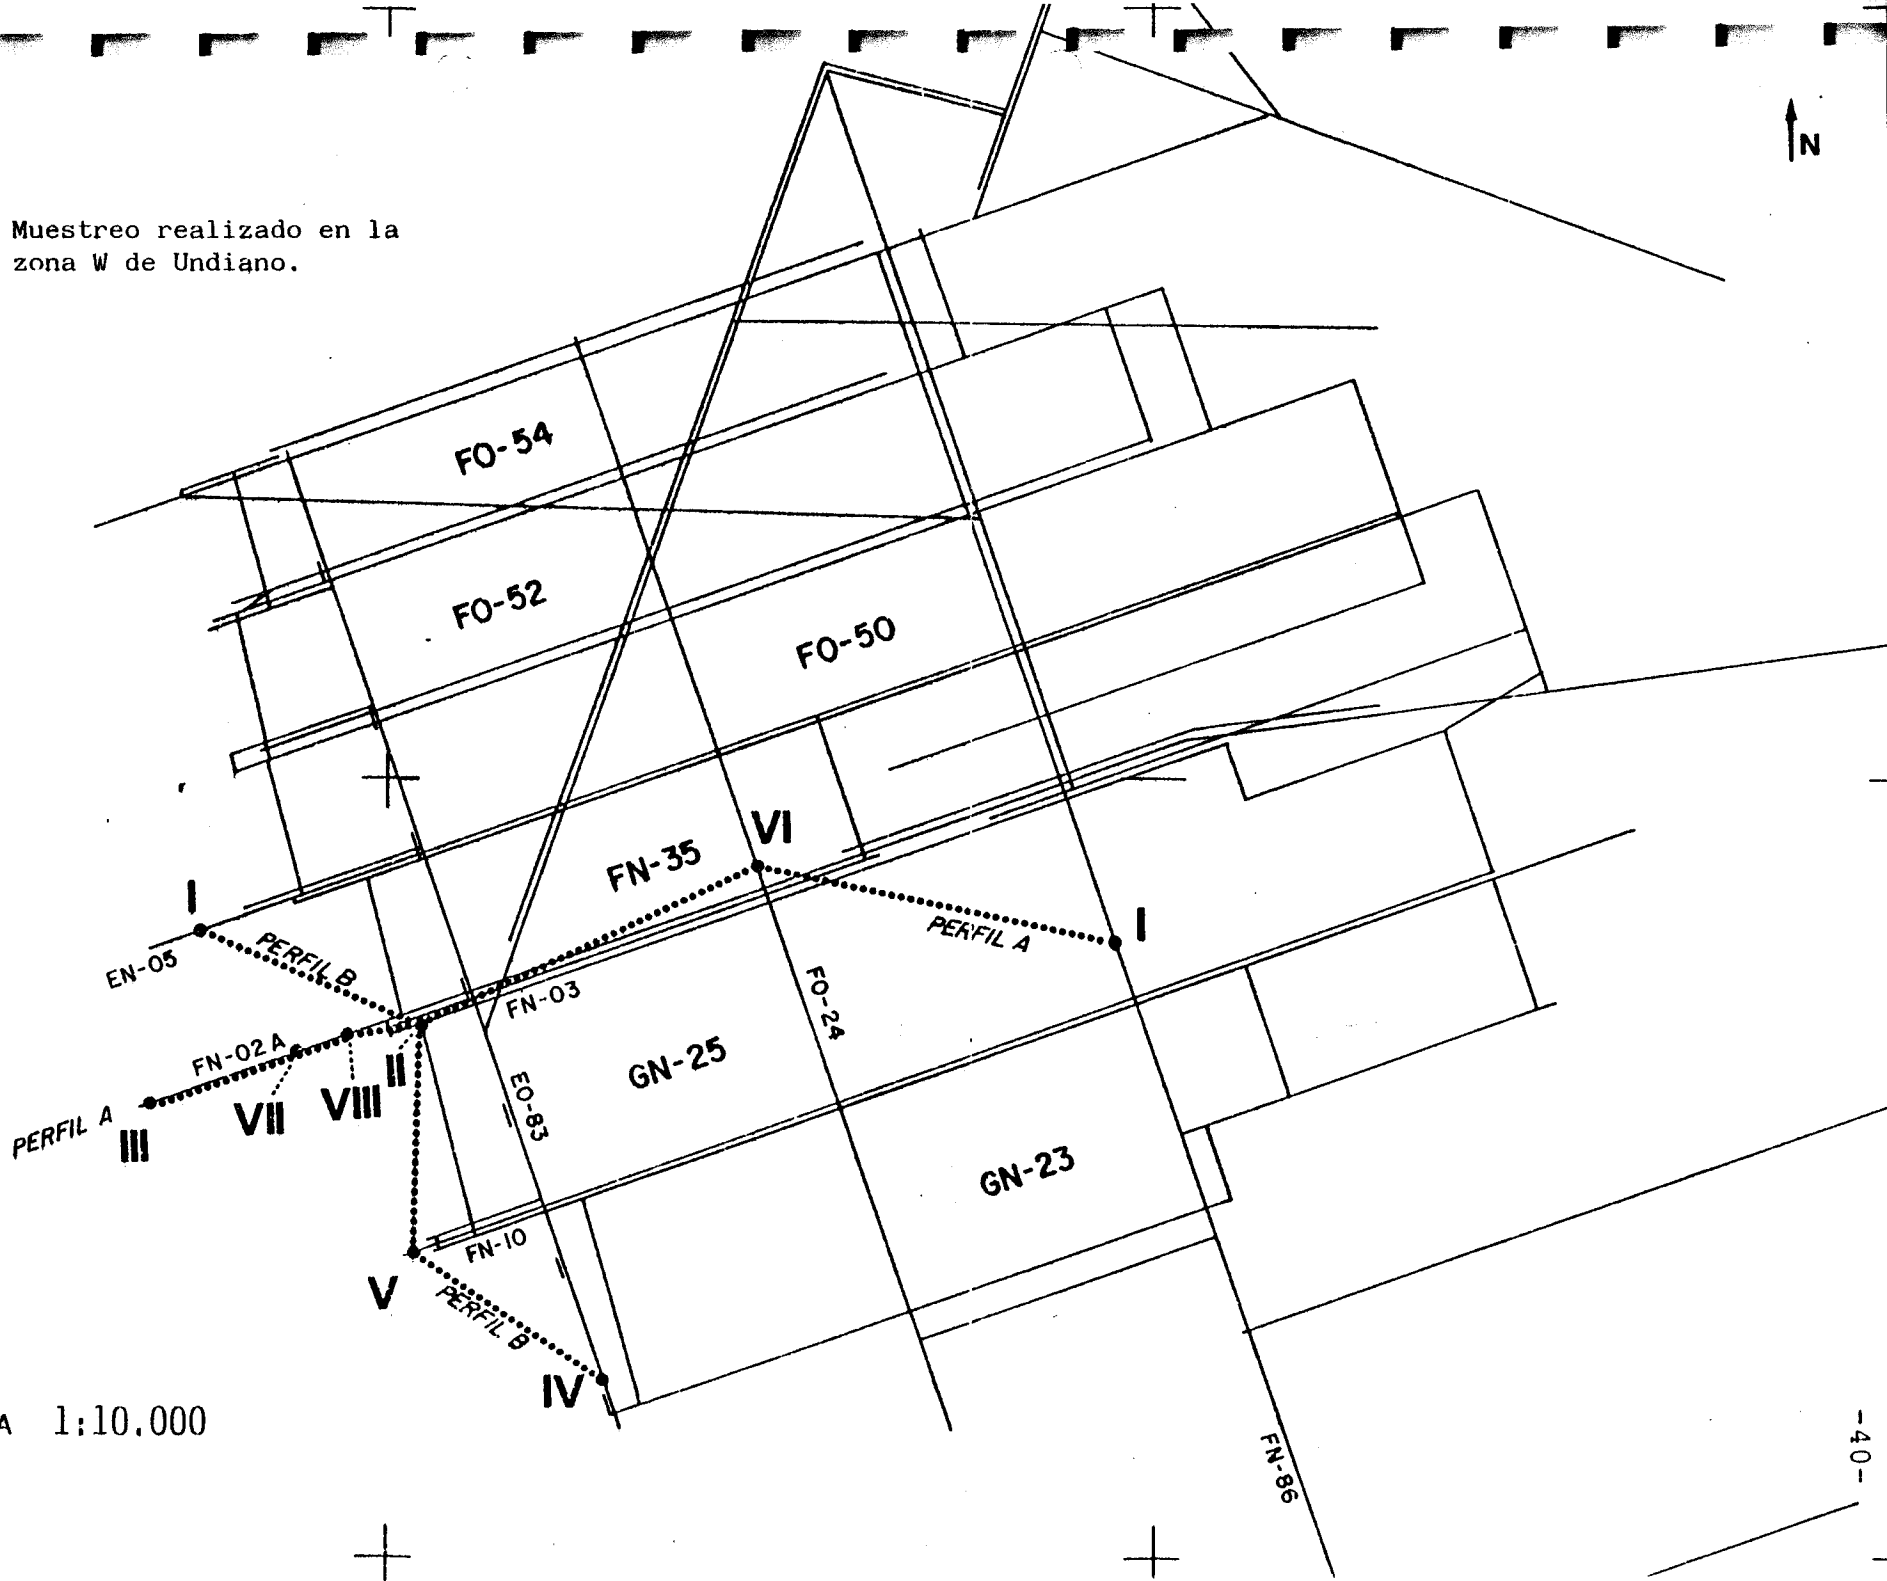 N
Muestreo realizado en la
zona W de Undiano.
FO-54
FO-52
FO-50
VI
FN-35
I
I
PERFIL A
PERFIL B
EN-05
FN-03
FO-24
FN-02A
II
GN-25
VIII
VII
PERFIL A
III
EO-83
GN-23
FN-10
V
PERFIL B
IV
A 1:10.000
FN-86
-40-